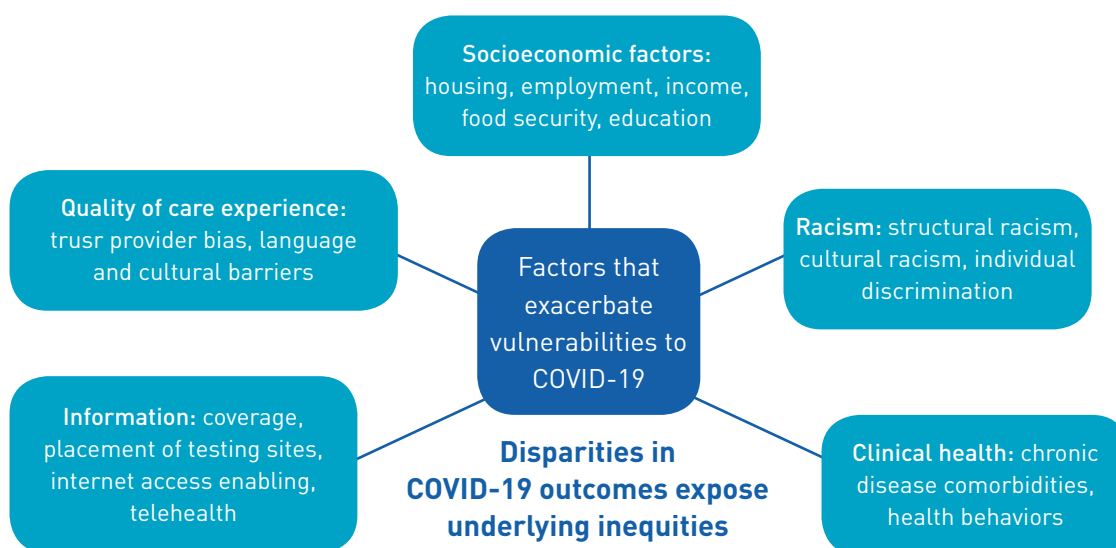 Socioeconomic factors:
housing, employment, income,
food security, education
Quality of care experience:
trusr provider bias, language
and cultural barriers
Racism: structural racism,
cultural racism, individual
discrimination
Factors that
exacerbate
vulnerabilities to
COVID-19
Information: coverage,
placement of testing sites,
internet access enabling,
telehealth
Clinical health: chronic
disease comorbidities,
health behaviors
Disparities in
COVID-19 outcomes expose
underlying inequities